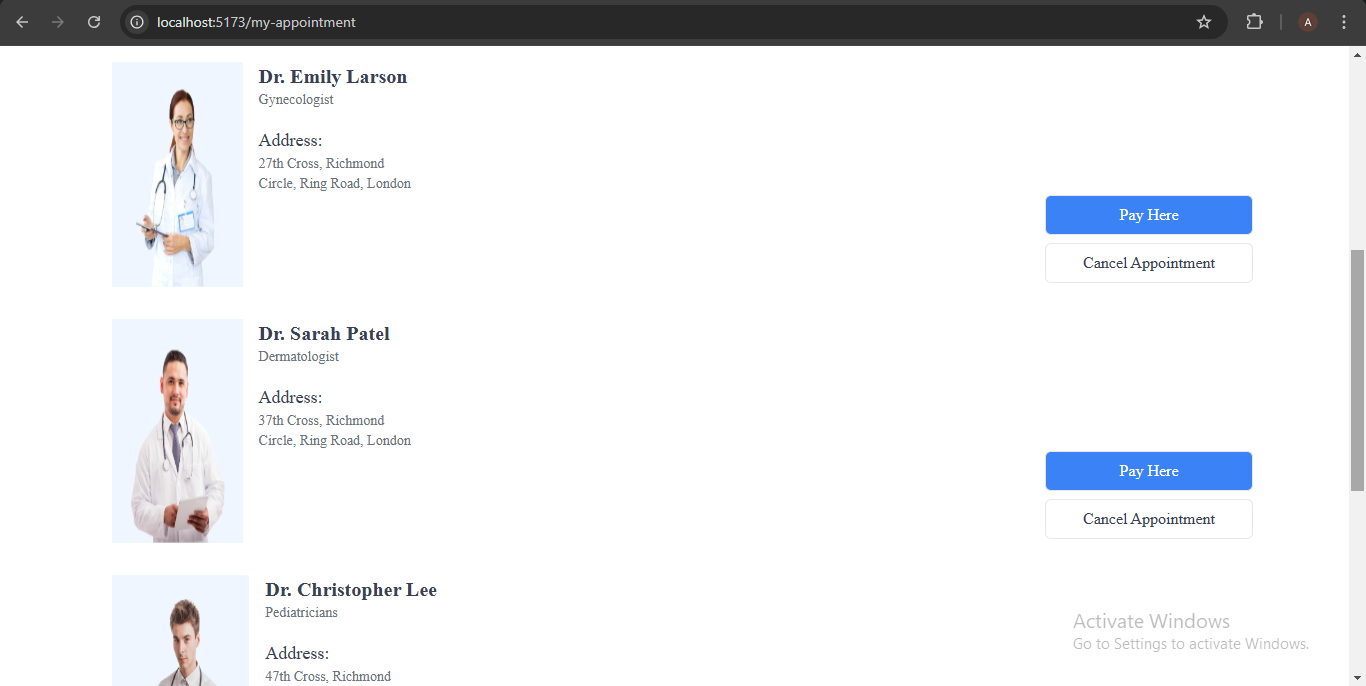 localhost:5173/my-appointment
A
Dr. Emily Larson
Gynecologist
Address:
27th Cross, Richmond
Circle, Ring Road, London
Pay Here
Cancel Appointment
Dr. Sarah Patel
Dermatologist
Address:
37th Cross, Richmond
Circle, Ring Road, London
Pay Here
Cancel Appointment
Dr. Christopher Lee
Pediatricians
Address:
47th Cross, Richmond
Activate Windows
Go to Settings to activate Windows.